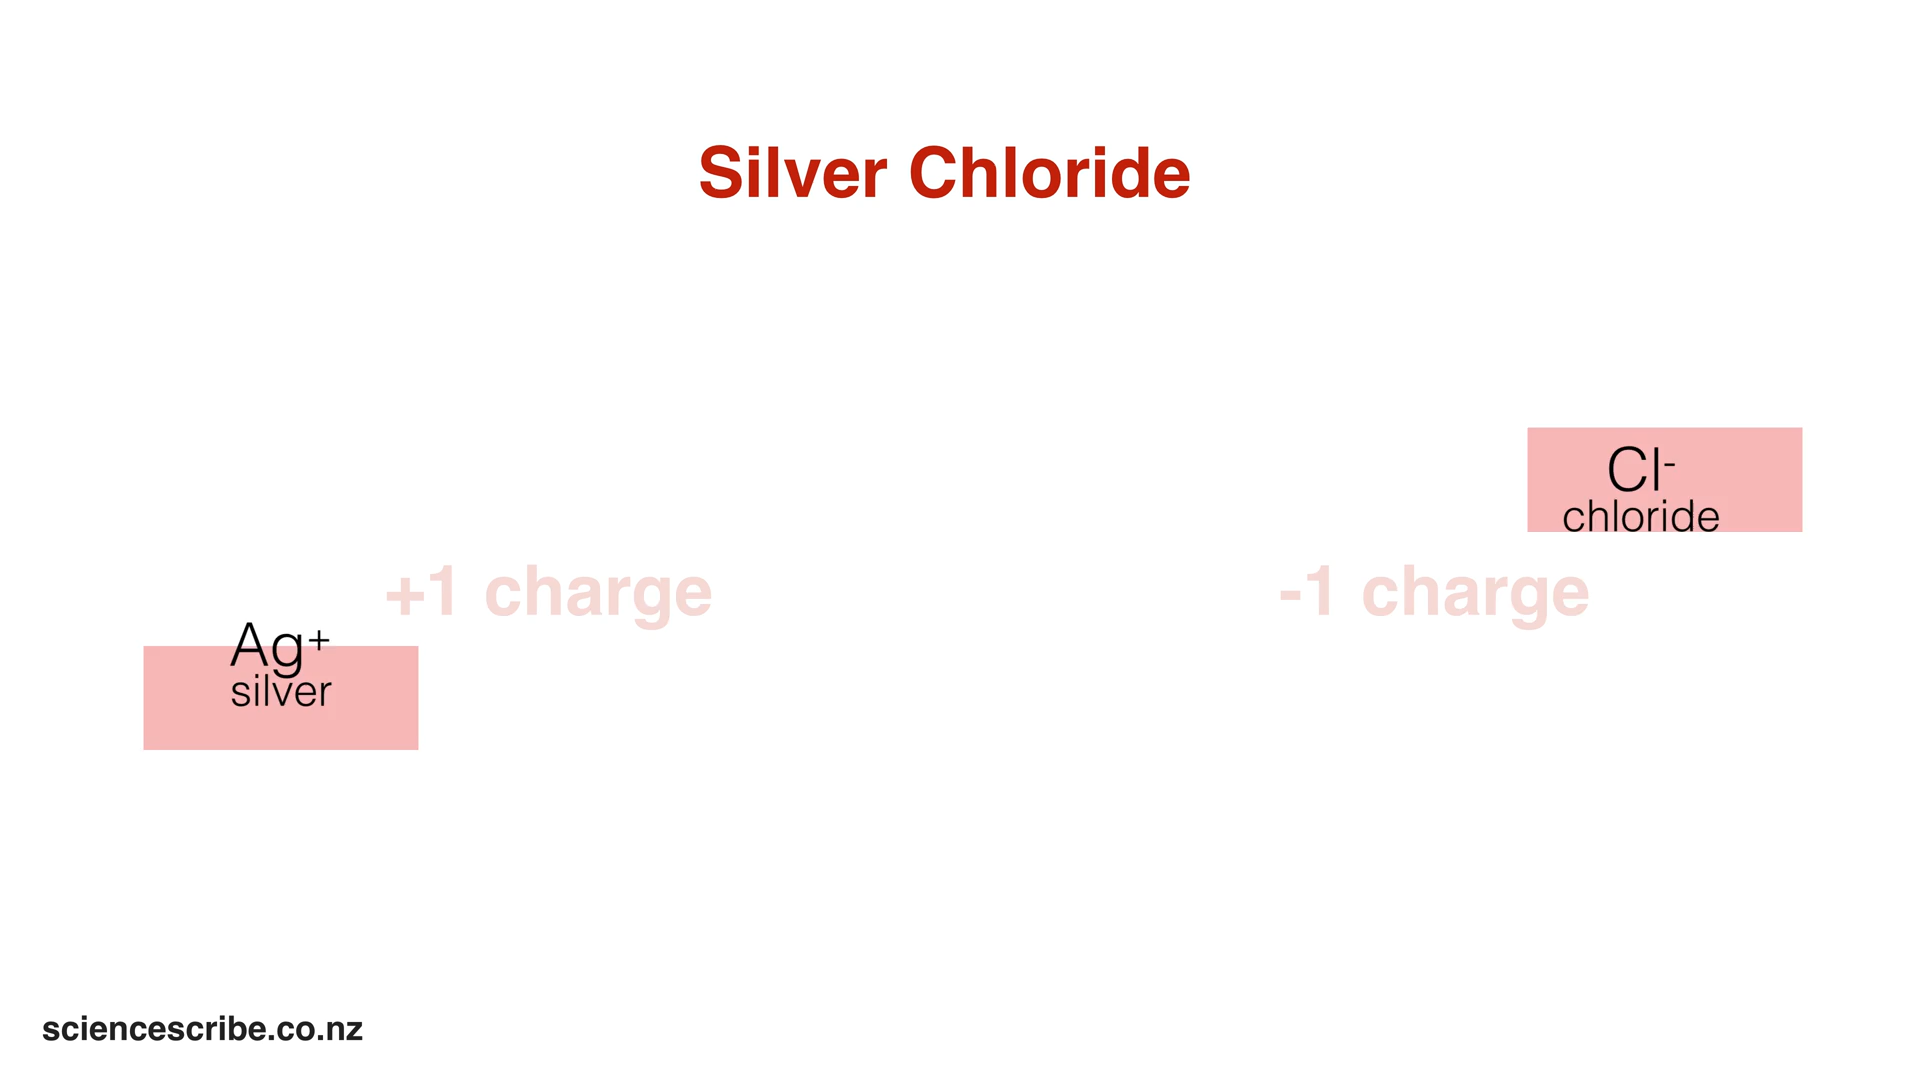 Silver Chloride
Cl-
chloride
+1 charge
-1 charge
Ag+
silver
sciencescribe.co.nz